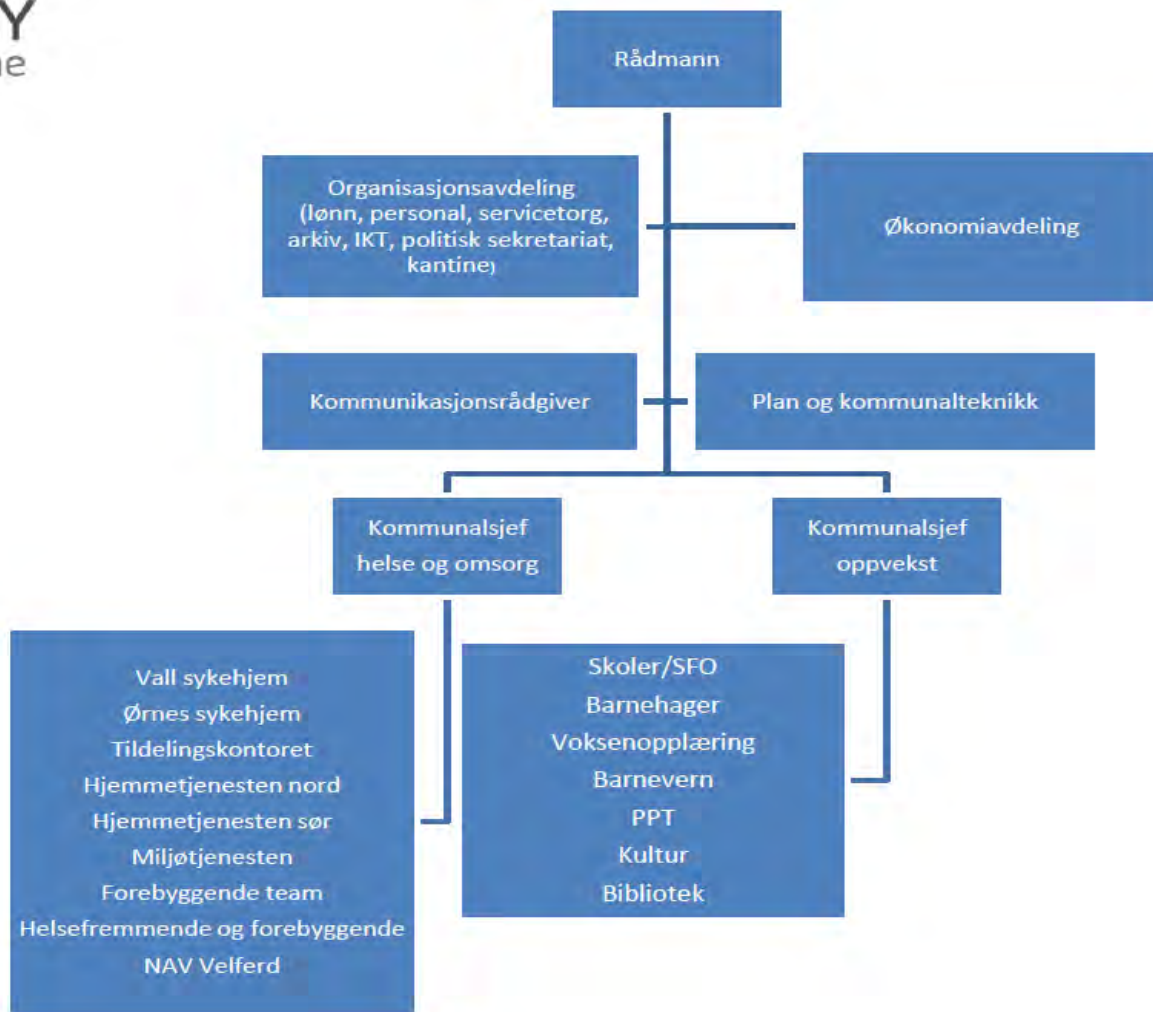 Y
ne
Rådmann
Organisasjonsavdeling
(lønn, personal, servicetorg,
arkiv, IKT, politisk sekretariat,
kantine)
Økonomiavdeling
Kommunikasjonsrådgiver
Plan og kommunalteknikk
Kommunalsjef
helse og omsorg
Kommunalsjef
oppvekst
Vall sykehjem
Ørnes sykehjem
Tildelingskontoret
Hjemmetjenesten nord
Hjemmetjenesten sør
Miljøtjenesten
Forebyggende team
Helsefremmende og forebyggende
NAV Velferd
Skoler/SFO
Barnehager
Voksenopplæring
Barnevern
PPT
Kultur
Bibliotek